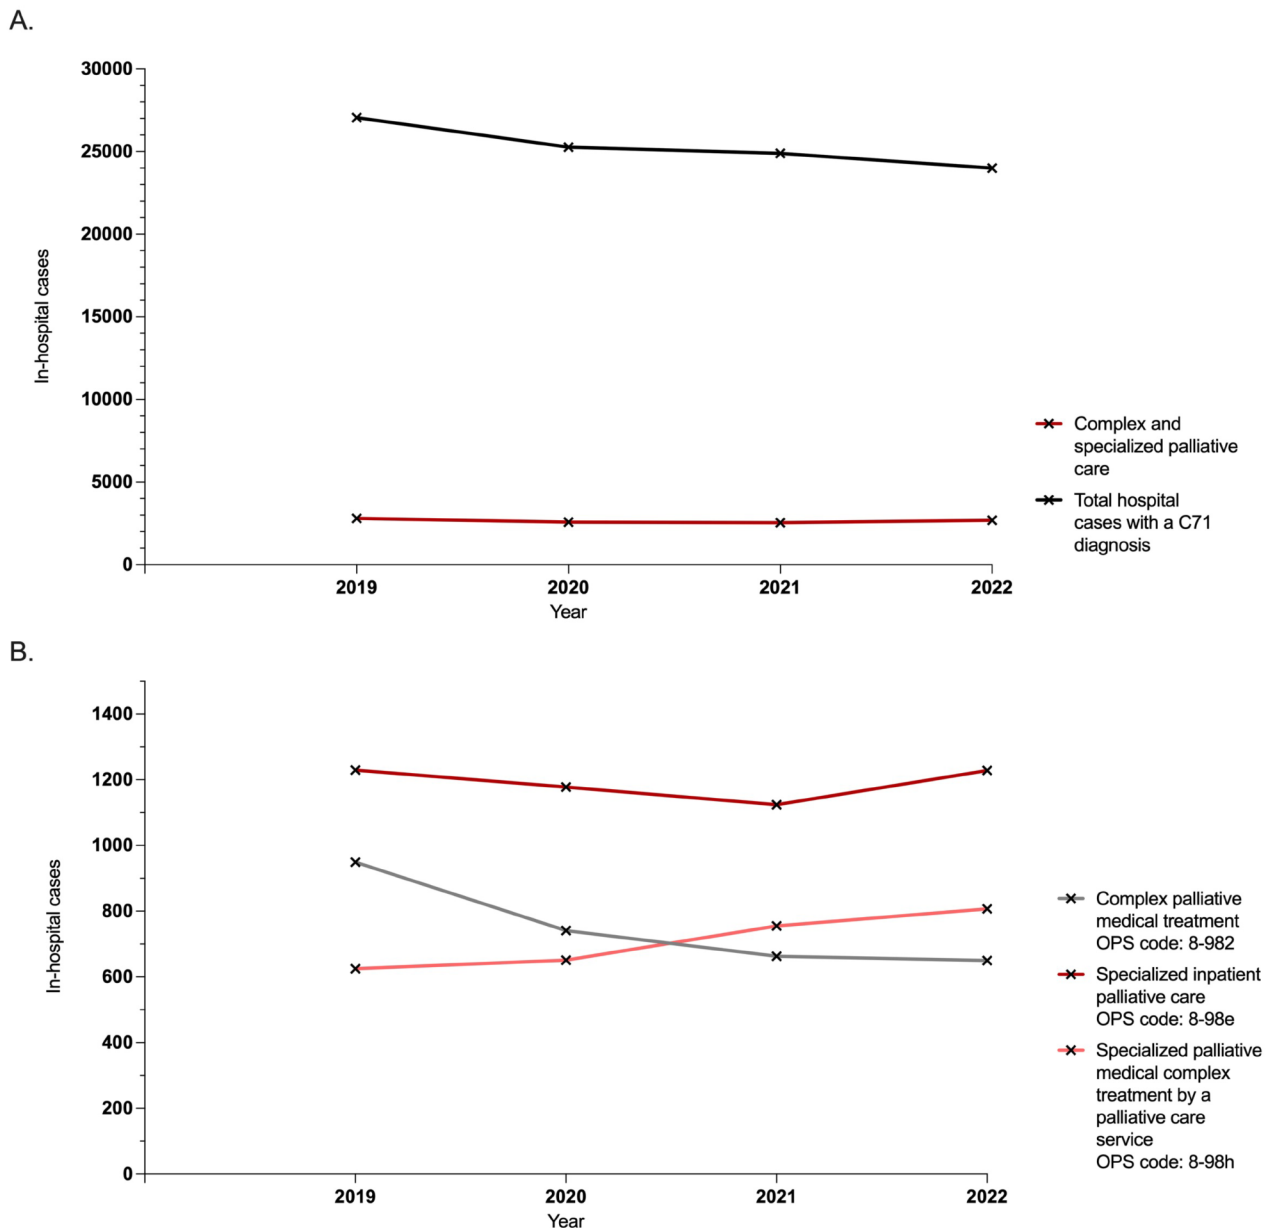 A.
30000
25000
20000
15000
10000
5000
0
In-hospital cases
2019 2020 2021 2022
Year
Complex and
specialized palliative
care
Total hospital
cases with a C71
diagnosis
B.
1400
1200
1000
800
600
400
200
0
In-hospital cases
2019 2020 2021 2022
Year
Complex palliative
medical treatment
OPS code: 8-982
Specialized inpatient
palliative care
OPS code: 8-98e
Specialized palliative
medical complex
treatment by a
palliative care
service
OPS code: 8-98h